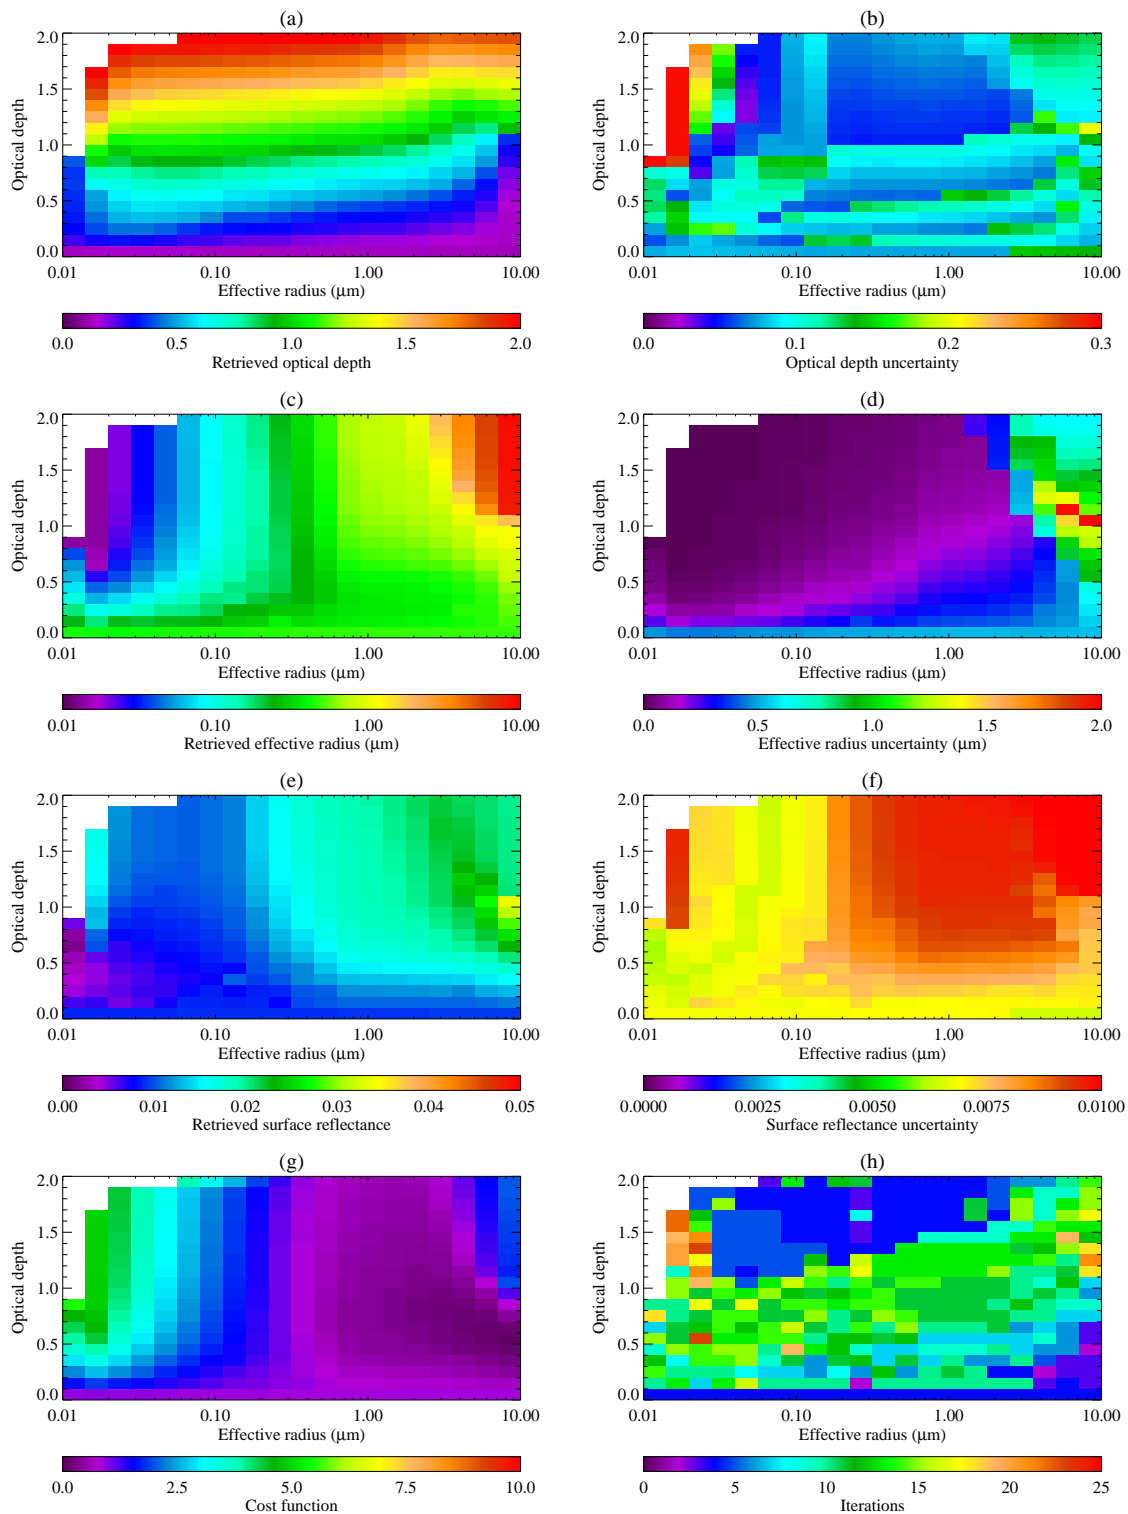 (a)
2.0
1.5
1.0
0.5
0.0
Optical depth
0.01 0.10 1.00 10.00
Effective radius (μm)
0.0 0.5 1.0 1.5 2.0
Retrieved optical depth
(b)
2.0
1.5
1.0
0.5
0.0
Optical depth
0.01 0.10 1.00 10.00
Effective radius (μm)
0.0 0.1 0.2 0.3
Optical depth uncertainty
(c)
2.0
1.5
1.0
0.5
0.0
Optical depth
0.01 0.10 1.00 10.00
Effective radius (μm)
0.01 0.10 1.00 10.00
Retrieved effective radius (μm)
(d)
2.0
1.5
1.0
0.5
0.0
Optical depth
0.01 0.10 1.00 10.00
Effective radius (μm)
0.0 0.5 1.0 1.5 2.0
Effective radius uncertainty (μm)
(e)
2.0
1.5
1.0
0.5
0.0
Optical depth
0.01 0.10 1.00 10.00
Effective radius (μm)
0.00 0.01 0.02 0.03 0.04 0.05
Retrieved surface reflectance
(f)
2.0
1.5
1.0
0.5
0.0
Optical depth
0.01 0.10 1.00 10.00
Effective radius (μm)
0.0000 0.0025 0.0050 0.0075 0.0100
Surface reflectance uncertainty
(g)
2.0
1.5
1.0
0.5
0.0
Optical depth
0.01 0.10 1.00 10.00
Effective radius (μm)
0.0 2.5 5.0 7.5 10.0
Cost function
(h)
2.0
1.5
1.0
0.5
0.0
Optical depth
0.01 0.10 1.00 10.00
Effective radius (μm)
0 5 10 15 20 25
Iterations